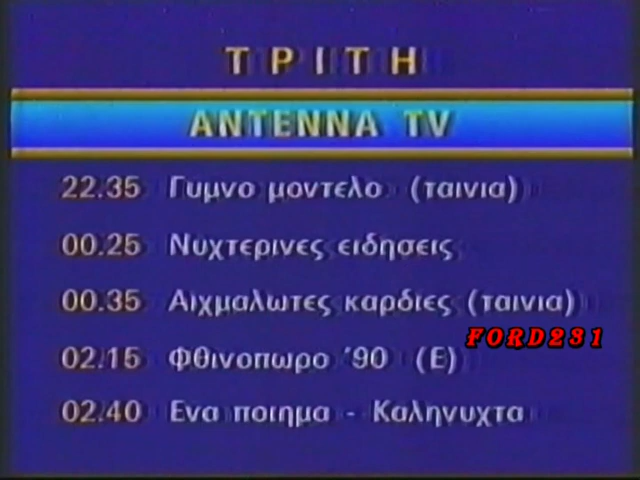 ΤΡΙΤΗ
ANTENNA TV
22.35 Γυμνο μοντελο (ταινια)
00.25 Νυχτερινες ειδησεις
00.35 Αιχμαλωτες καρδιες (ταινια)
FORD231
02.15 Φθινοπωρο '90 (Ε)
02.40 Ενα ποιημα - Καληνυχτα